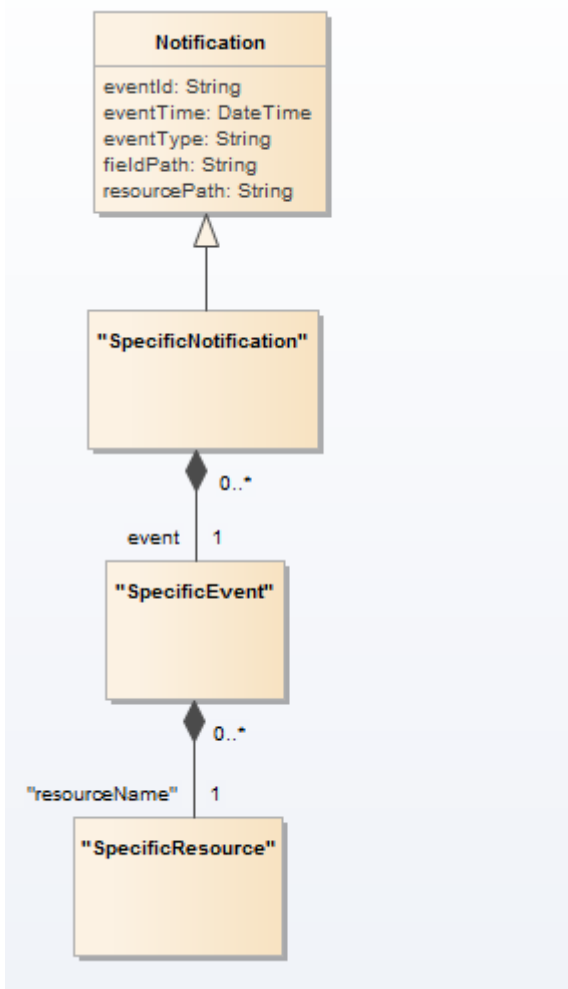 Notification
eventId: String
eventTime: DateTime
eventType: String
fieldPath: String
resourcePath: String
"SpecificNotification"
0..*
event 1
"SpecificEvent"
0..*
"resourceName" 1
"SpecificResource"